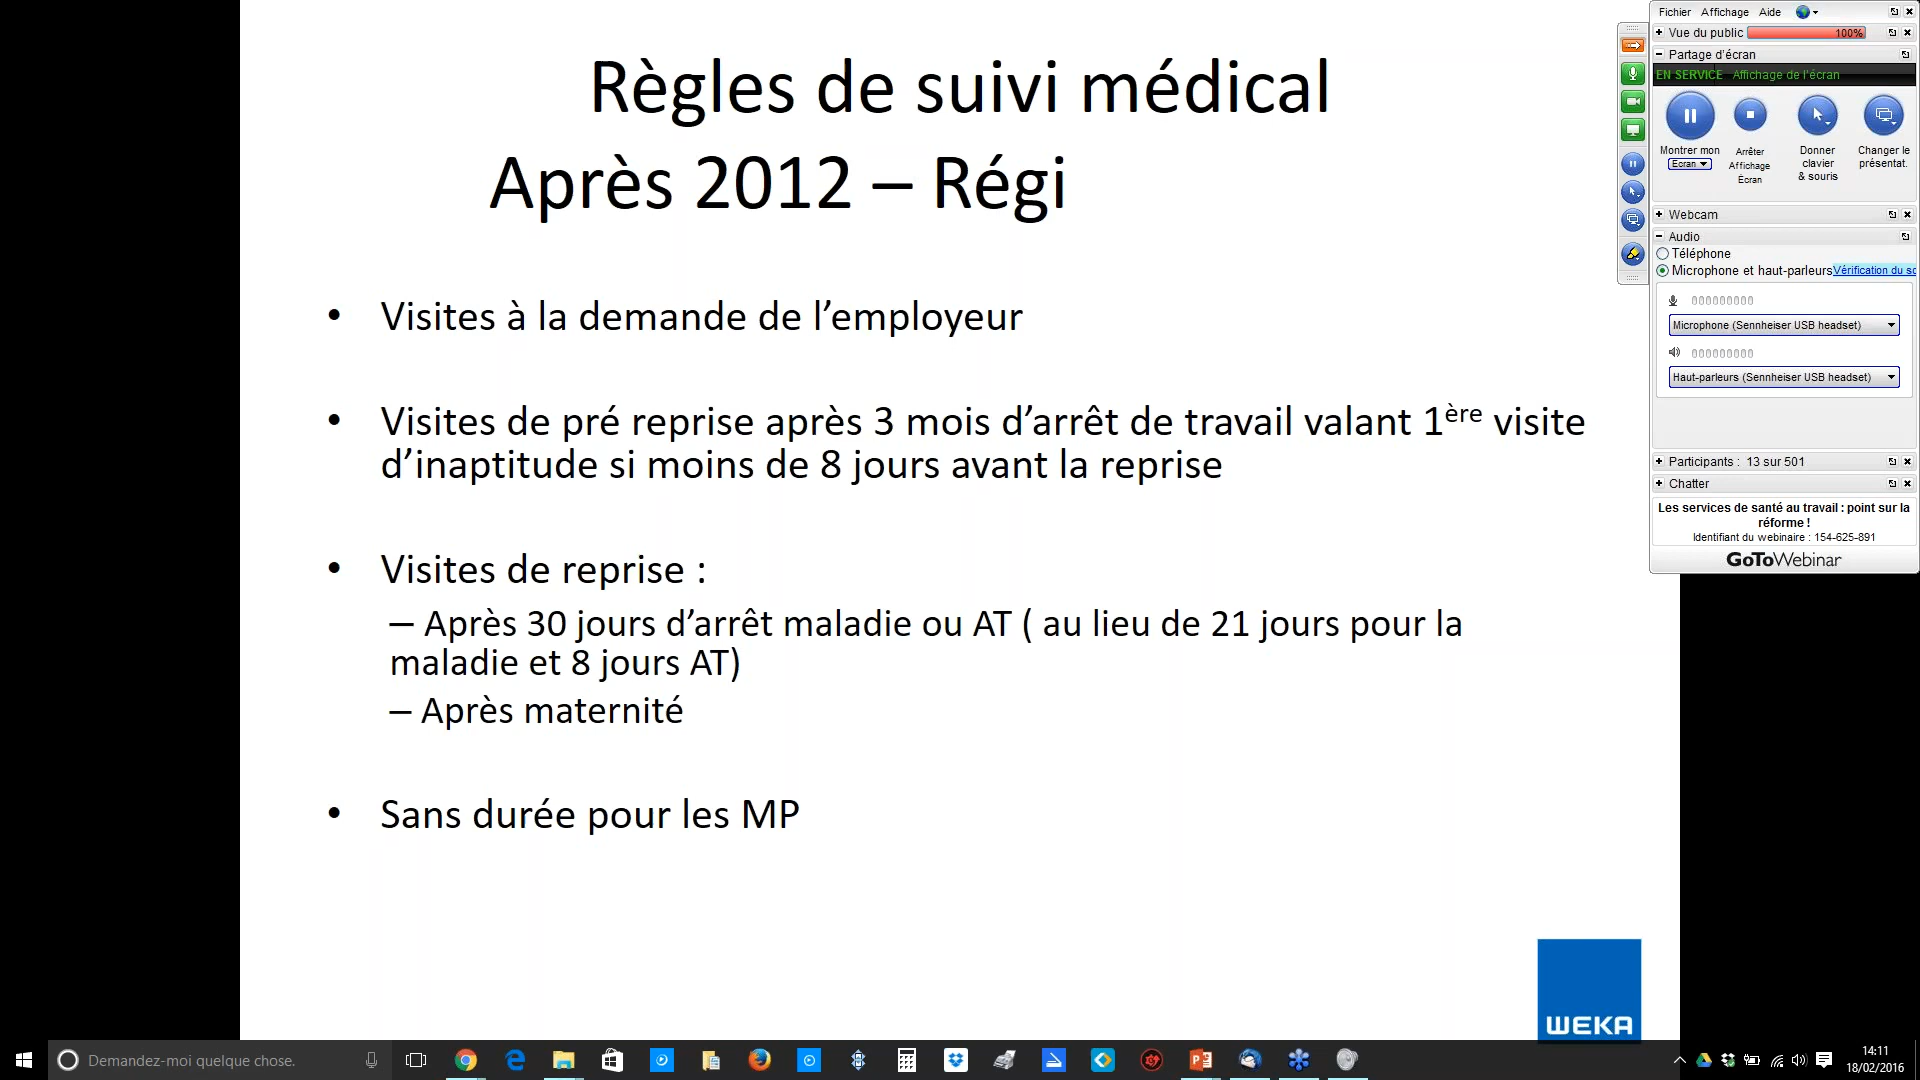 Règles de suivi médical
Après 2012 – Régi
• Visites à la demande de l’employeur
• Visites de pré reprise après 3 mois d’arrêt de travail valant 1ère visite
d’inaptitude si moins de 8 jours avant la reprise
• Visites de reprise :
– Après 30 jours d’arrêt maladie ou AT ( au lieu de 21 jours pour la
maladie et 8 jours AT)
– Après maternité
• Sans durée pour les MP
WEKA
Fichier Affichage Aide
Vue du public 100%
Partage d’écran
EN SERVICE Affichage de l’écran
Montrer mon
Ecran
Arrêter
Affichage
Écran
Donner
clavier
& souris
Changer le
présentat.
Webcam
Audio
Téléphone
Microphone et haut-parleurs Vérification du so
000000000
Microphone (Sennheiser USB headset)
000000000
Haut-parleurs (Sennheiser USB headset)
Participants : 13 sur 501
Chatter
Les services de santé au travail : point sur la
réforme !
Identifiant du webinaire : 154-625-891
GoToWebinar
Demandez-moi quelque chose.
14:11
18/02/2016